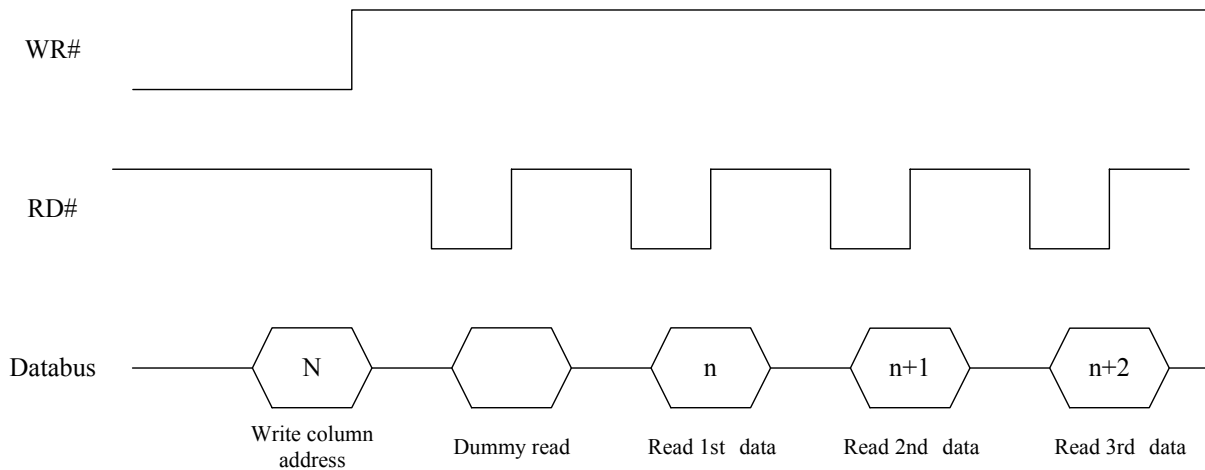 WR#
RD#
Databus
N
n
n+1
n+2
Write column
address
Dummy read
Read 1st data
Read 2nd data
Read 3rd data